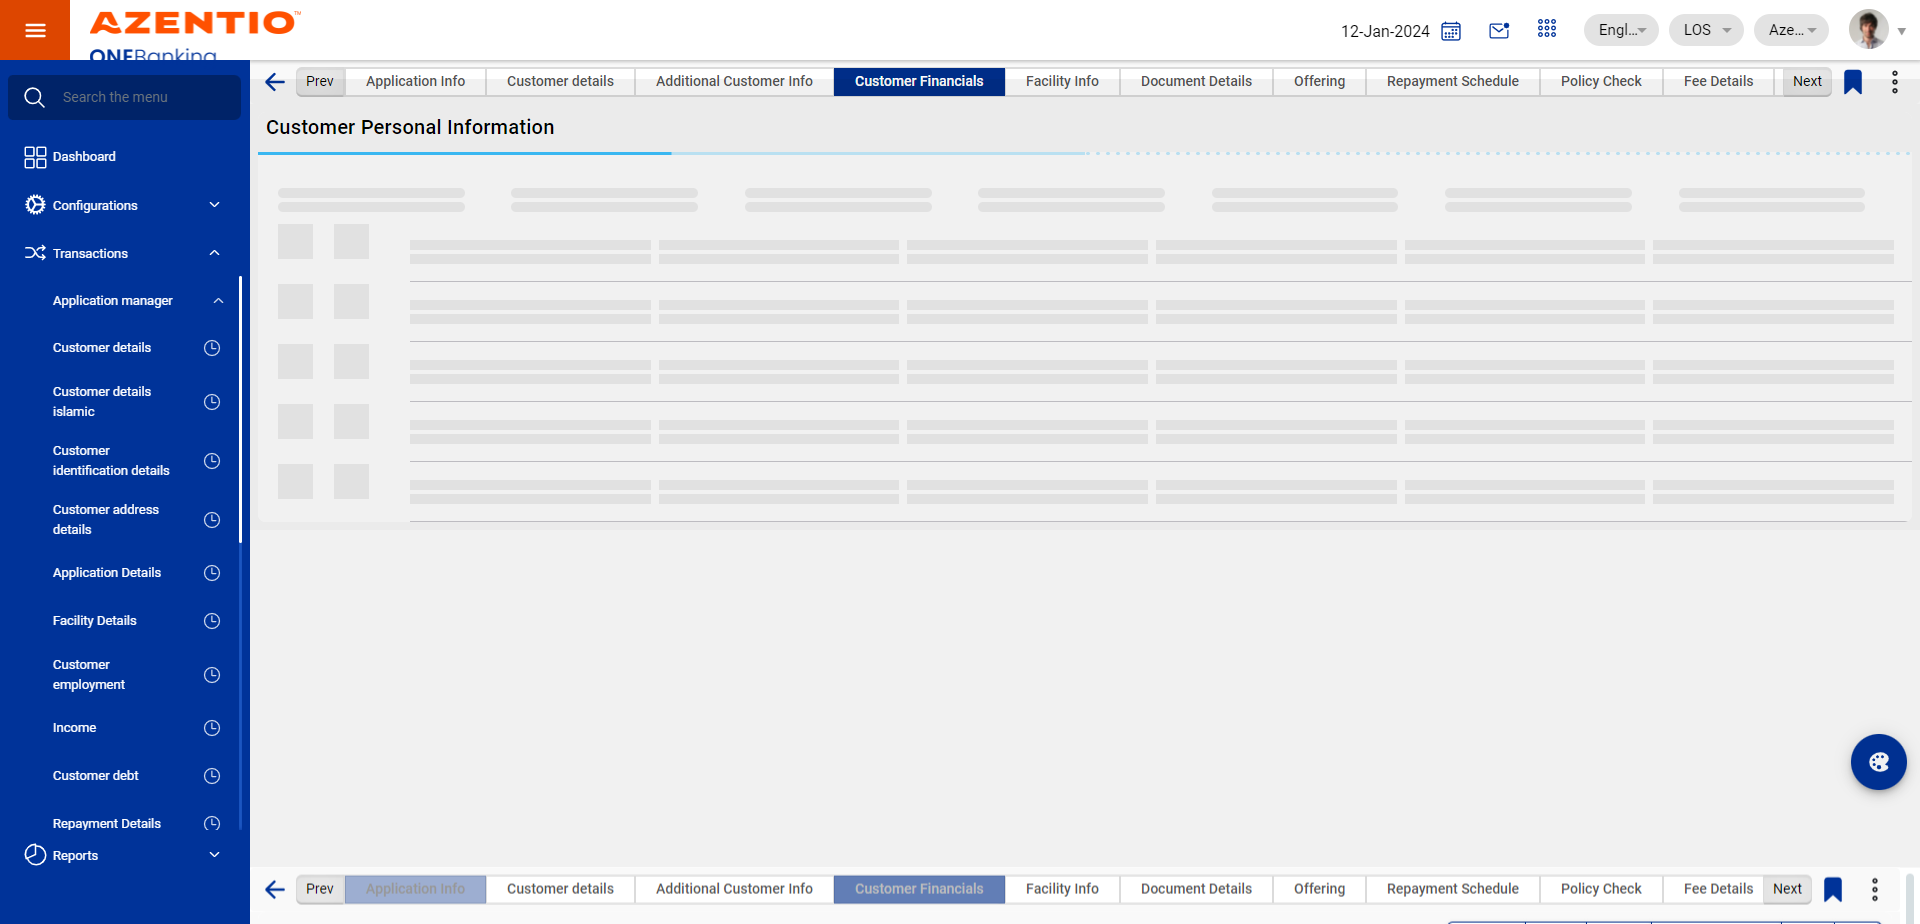 AZENTIO™
ONEBanking
12-Jan-2024
Engl...
LOS
Aze...
Search the menu
Dashboard
Configurations
Transactions
Application manager
Customer details
Customer details
islamic
Customer
identification details
Customer address
details
Application Details
Facility Details
Customer
employment
Income
Customer debt
Repayment Details
Reports
Prev Application Info Customer details Additional Customer Info Customer Financials Facility Info Document Details Offering Repayment Schedule Policy Check Fee Details Next
Customer Personal Information
Prev Application Info Customer details Additional Customer Info Customer Financials Facility Info Document Details Offering Repayment Schedule Policy Check Fee Details Next